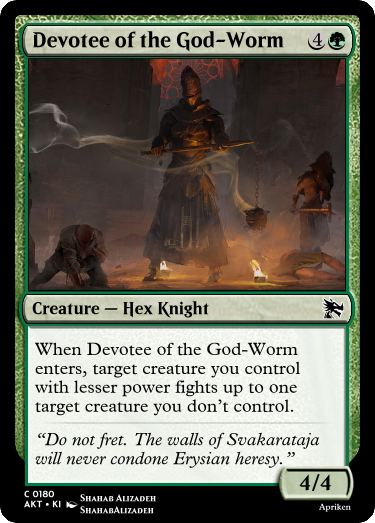 Devotee of the God-Worm 4
Creature — Hex Knight
When Devotee of the God-Worm
enters, target creature you control
with lesser power fights up to one
target creature you don't control.
“Do not fret. The walls of Svakarataja
will never condone Erysian heresy.”
4/4
C 0180
AKT • KI Shahab Alizadeh
ShahabAlizadeh
Apriken